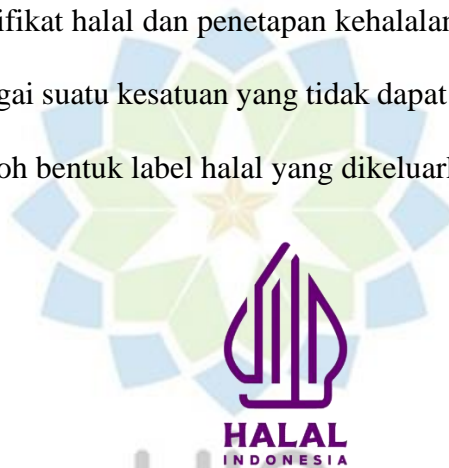 ifikat halal dan penetapan kehalalan
gai suatu kesatuan yang tidak dapat
oh bentuk label halal yang dikeluark
HALAL
INDONESIA